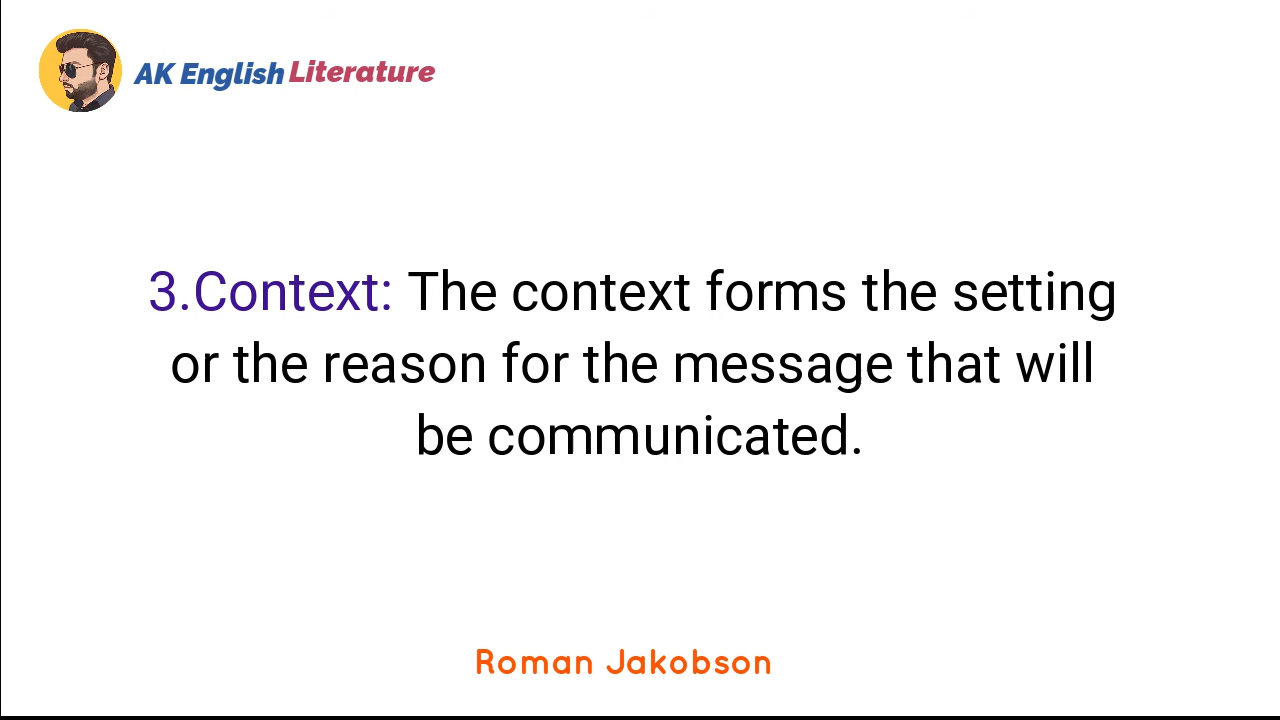 AK English Literature
3.Context: The context forms the setting
or the reason for the message that will
be communicated.
Roman Jakobson